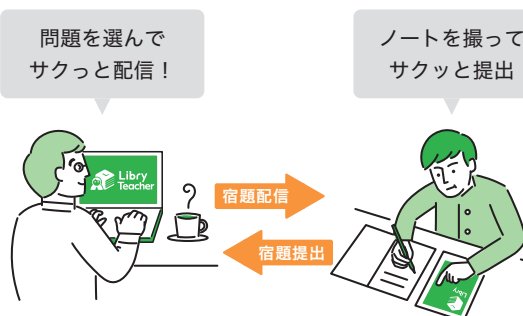 問題を選んで
サクっと配信！
ノートを撮って
サクッと提出
Libry
Teacher
宿題配信
宿題提出
Libry